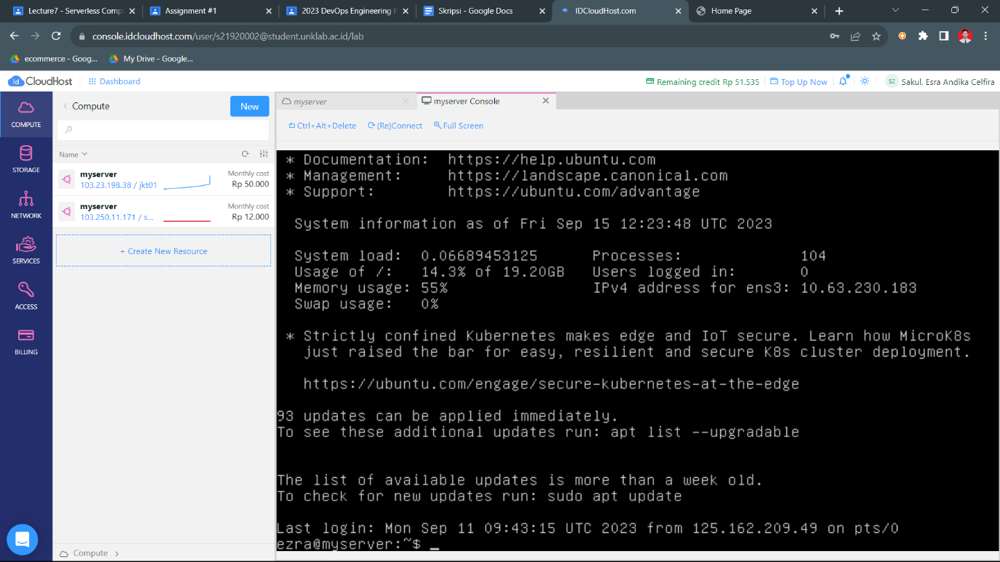 Lecture7 - Serverless Comp
Assignment #1
2023 DevOps Engineering
Skripsi - Google Docs
IDCloudHost.com
Home Page
console.idcloudhost.com/user/s21920002@student.unklab.ac.id/lab
ecommerce - Goog...
My Drive - Google...
Id CloudHost
Dashboard
Remaining credit Rp 51.535
Top Up Now
S2
Sakul, Esra Andika Celfira
COMPUTE
STORAGE
NETWORK
SERVICES
ACCESS
BILLING
Compute
New
Name
myserver
Monthly cost
103.23.198.38 / jkt01
Rp 50.000
myserver
Monthly cost
103.250.11.171 / s...
Rp 12.000
+ Create New Resource
Compute
myserver
myserver Console
Ctrl+Alt+Delete
(Re)Connect
Full Screen
* Documentation: https://help.ubuntu.com
* Management: https://landscape.canonical.com
* Support: https://ubuntu.com/advantage
System information as of Fri Sep 15 12:23:48 UTC 2023
System load: 0.06689453125 Processes: 104
Usage of /: 14.3% of 19.20GB Users logged in: 0
Memory usage: 55% IPv4 address for ens3: 10.63.230.183
Swap usage: 0%
* Strictly confined Kubernetes makes edge and IoT secure. Learn how MicroK8s
just raised the bar for easy, resilient and secure K8s cluster deployment.
https://ubuntu.com/engage/secure-kubernetes-at-the-edge
93 updates can be applied immediately.
To see these additional updates run: apt list --upgradable
The list of available updates is more than a week old.
To check for new updates run: sudo apt update
Last login: Mon Sep 11 09:43:15 UTC 2023 from 125.162.209.49 on pts/0
ezra@myserver:~$ _